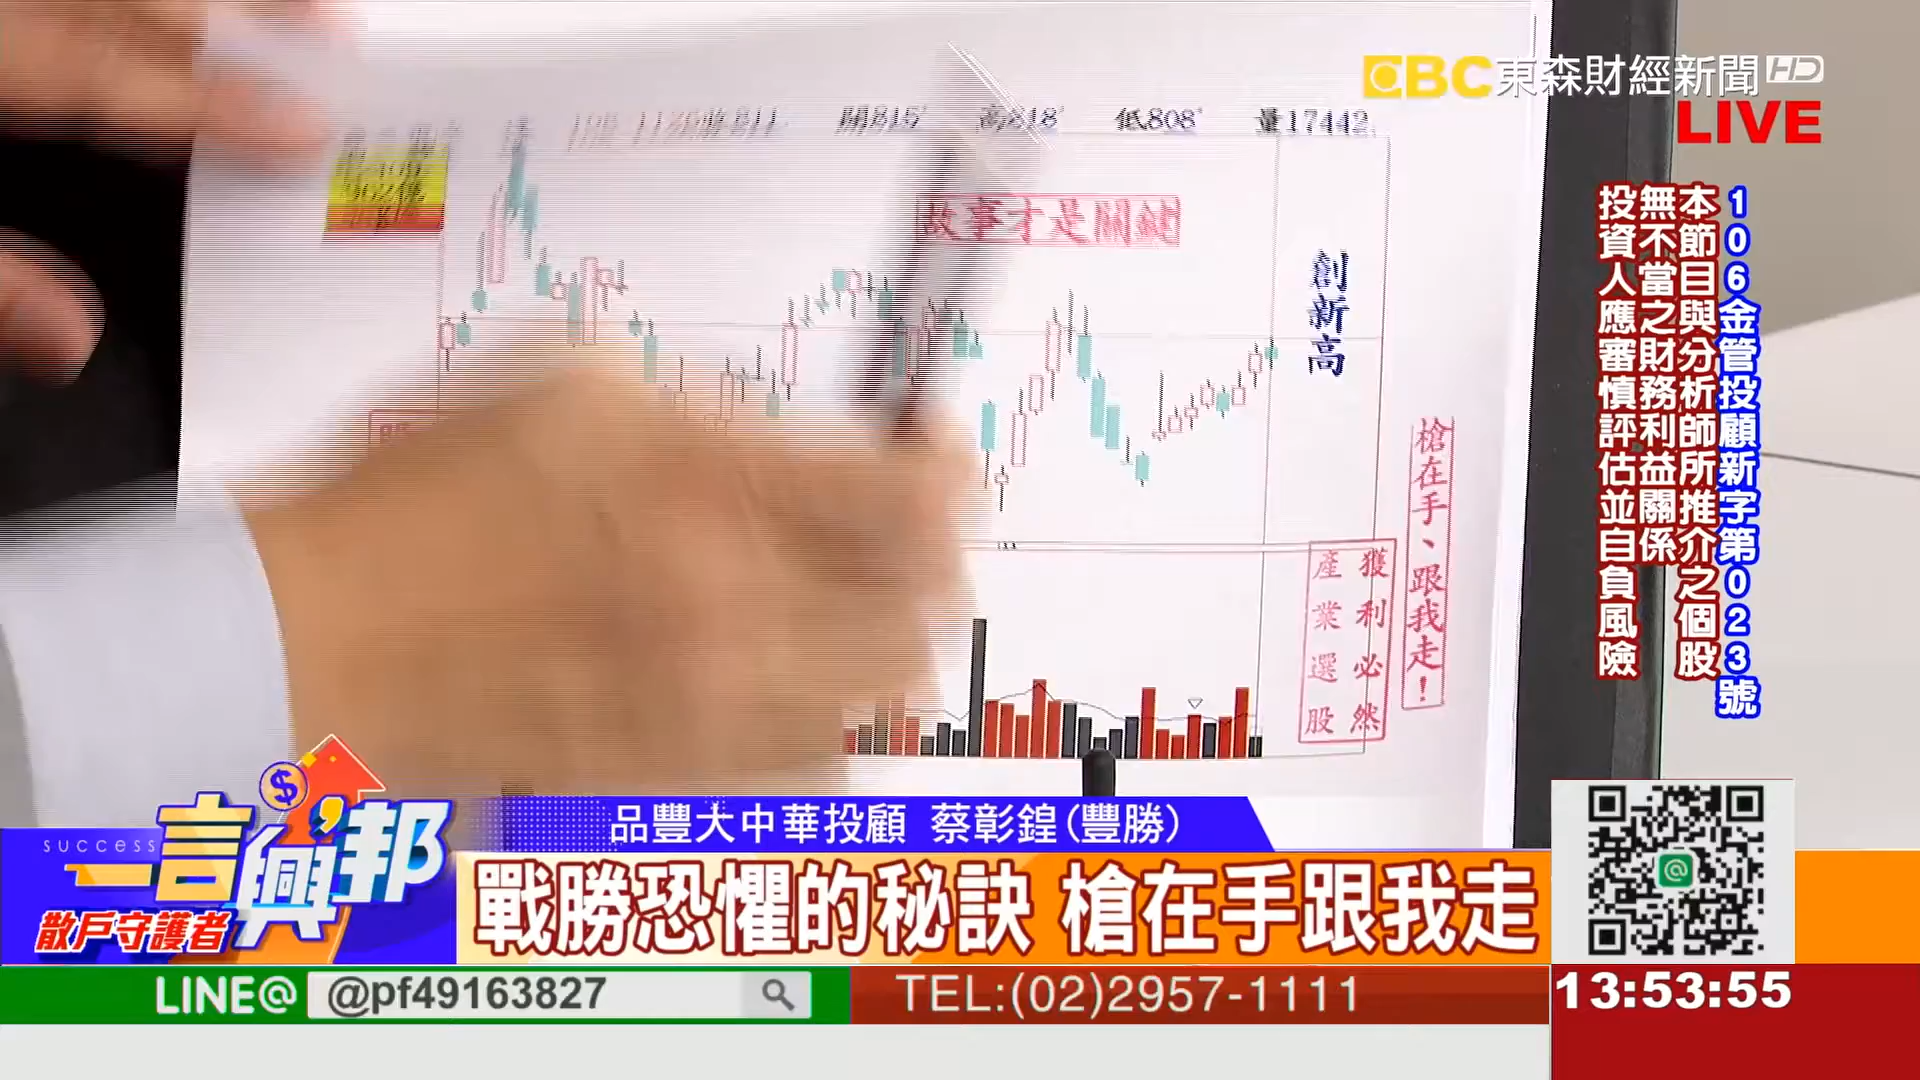 EBC東森財經新聞HD
LIVE
開815' 高818' 低808' 量17442
故事才是關鍵
創新高
槍在手、跟我走！
獲利必然
產業選股
106金管投顧新字第023號
本節目與分析師所推介之個股
無不當之財務利益關係
投資人應審慎評估並自負風險
success
一言興邦
散戶守護者
品豐大中華投顧 蔡彰鍠(豐勝)
戰勝恐懼的秘訣 槍在手跟我走
LINE@ @pf49163827
TEL:(02)2957-1111
13:53:55